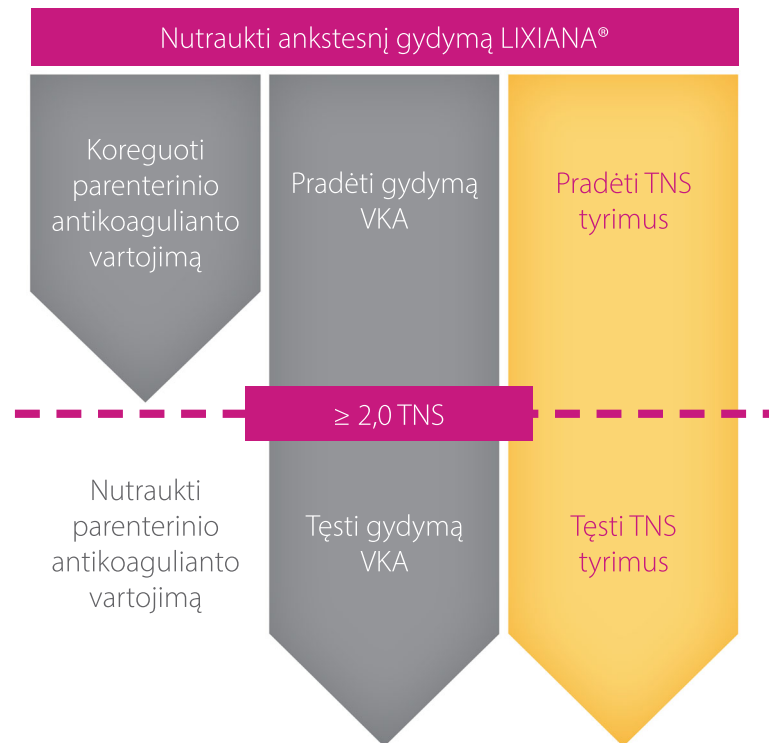 Nutraukti ankstesnį gydymą LIXIANA®
Koreguoti
parenterinio
antikoagulianto
vartojimą
Pradėti gydymą
VKA
Pradėti TNS
tyrimus
≥ 2,0 TNS
Nutraukti
parenterinio
antikoagulianto
vartojimą
Tęsti gydymą
VKA
Tęsti TNS
tyrimus